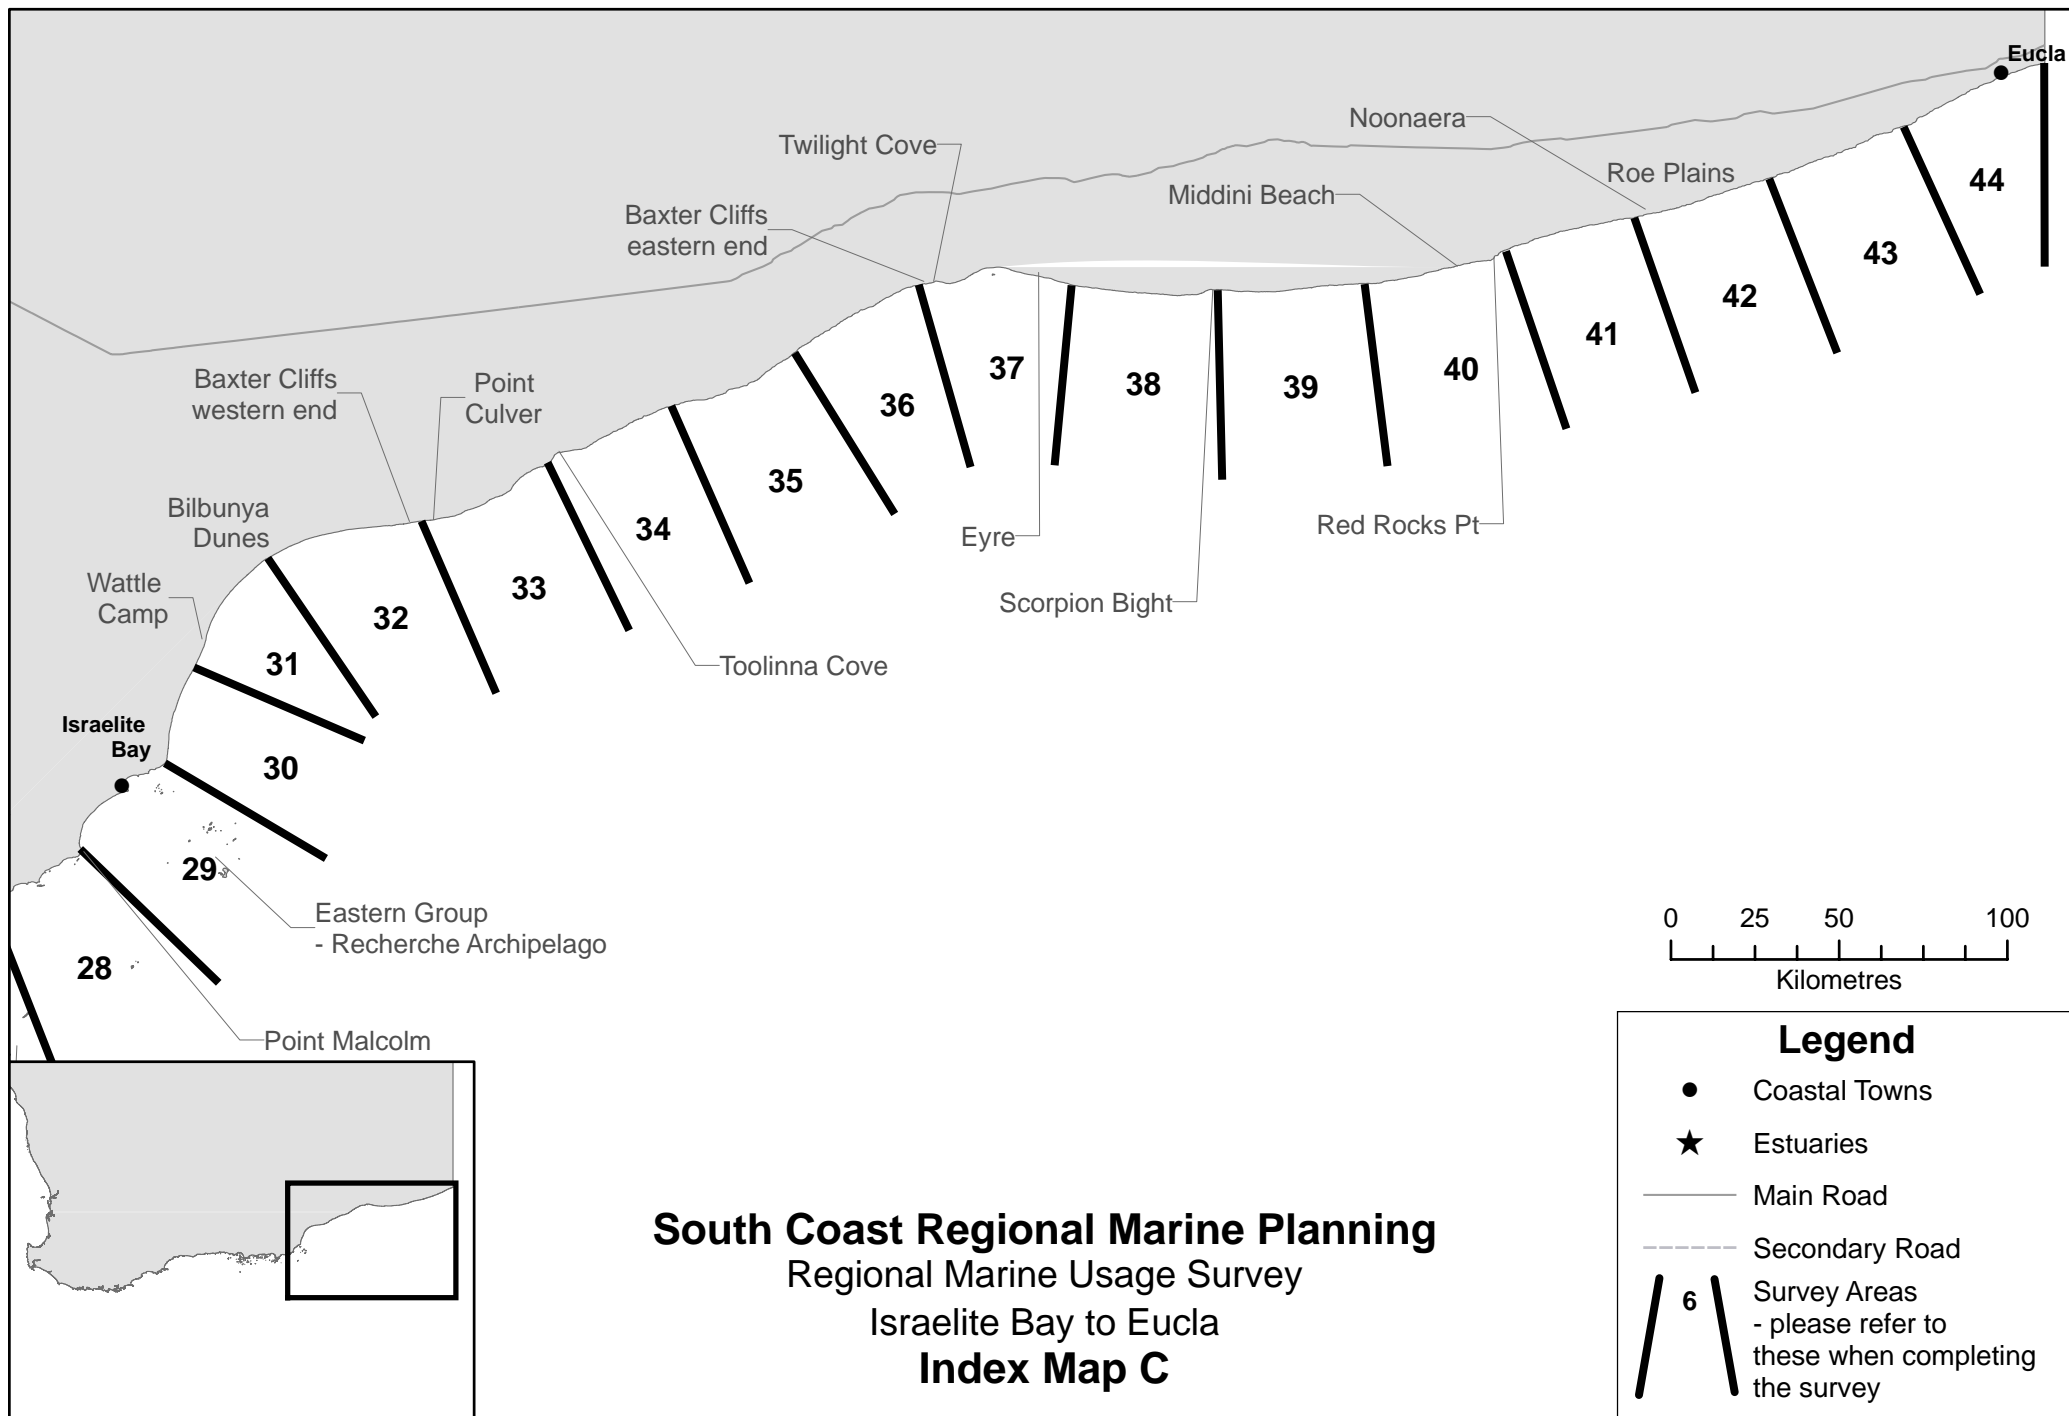 Eucla
Noonaera
Twilight Cove
Roe Plains
44
Middini Beach
Baxter Cliffs
eastern end
43
42
41
37
40
38
39
36
Baxter Cliffs
western end
Point
Culver
35
Bilbunya
Dunes
34
Eyre
Red Rocks Pt
Wattle
Camp
33
Scorpion Bight
32
31
Toolinna Cove
Israelite
Bay
30
29
Eastern Group
- Recherche Archipelago
28
Point Malcolm
0 25 50 100
Kilometres
Legend
Coastal Towns
Estuaries
Main Road
Secondary Road
6
Survey Areas
- please refer to
these when completing
the survey
South Coast Regional Marine Planning
Regional Marine Usage Survey
Israelite Bay to Eucla
Index Map C